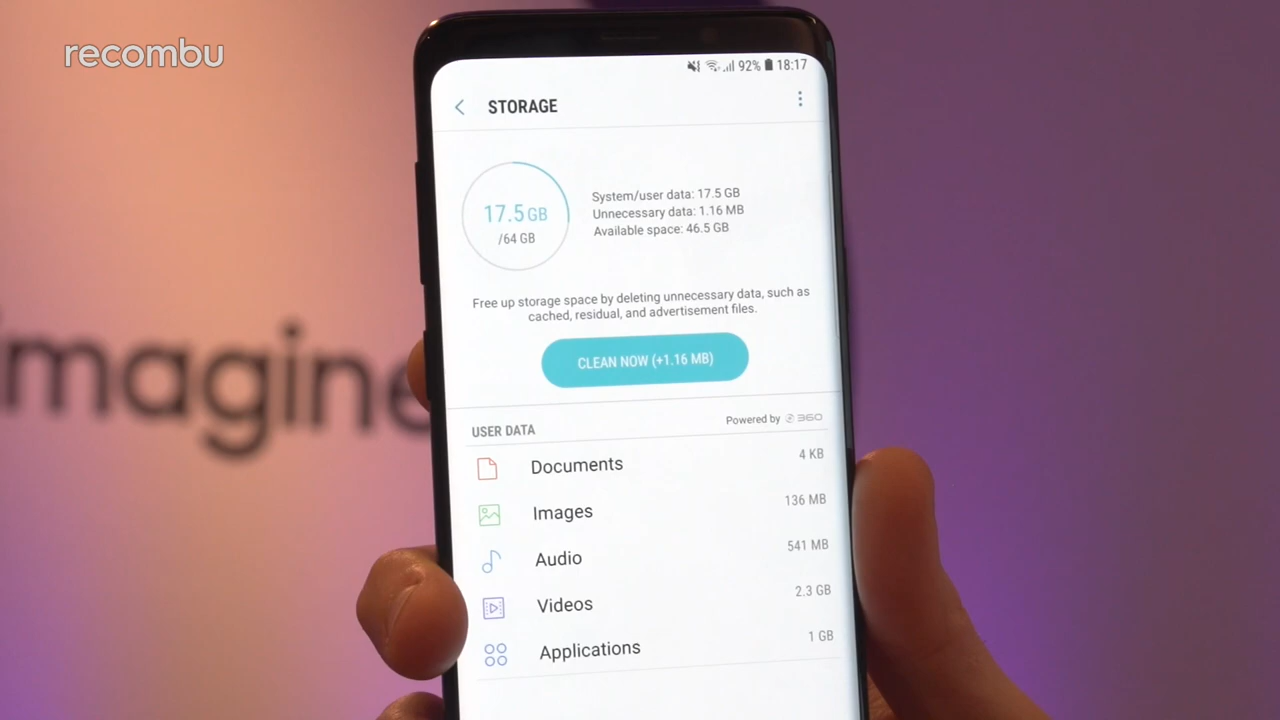 recombu
92% 18:17
STORAGE
17.5 GB
/64 GB
System/user data: 17.5 GB
Unnecessary data: 1.16 MB
Available space: 46.5 GB
Free up storage space by deleting unnecessary data, such as
cached, residual, and advertisement files.
CLEAN NOW (+1.16 MB)
USER DATA
Powered by 360
Documents 4 KB
Images 136 MB
Audio 541 MB
Videos 2.3 GB
Applications 1 GB
imagine